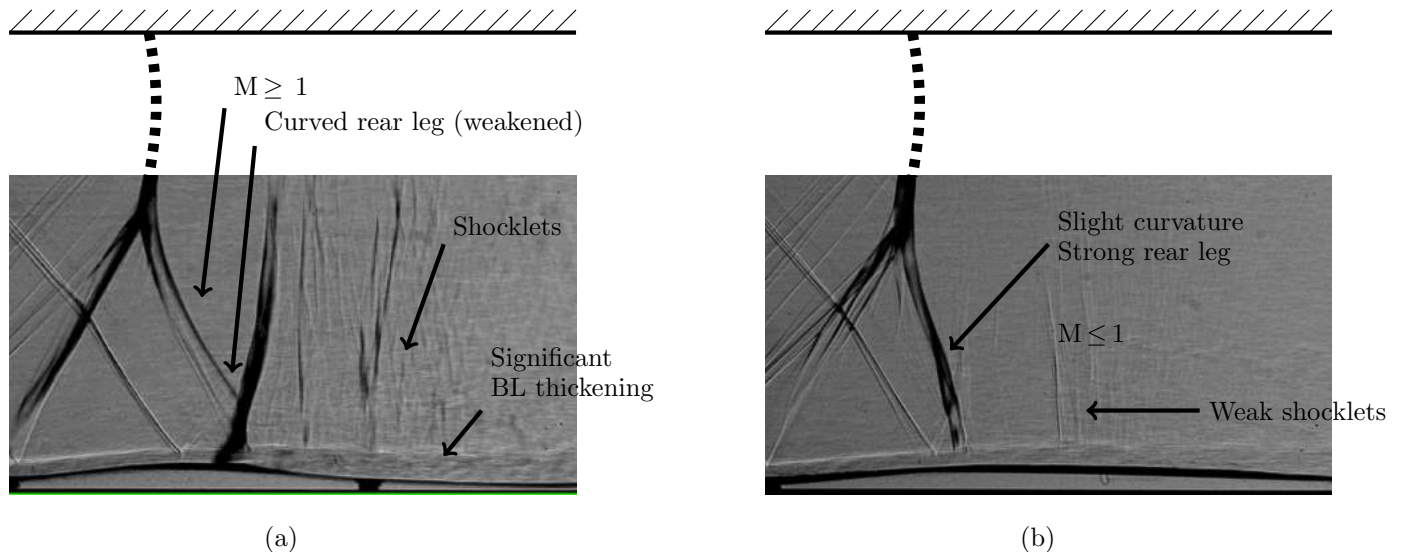 M ≥ 1
Curved rear leg (weakened)
Shocklets
Significant
BL thickening
(a)
Slight curvature
Strong rear leg
M ≤ 1
Weak shocklets
(b)